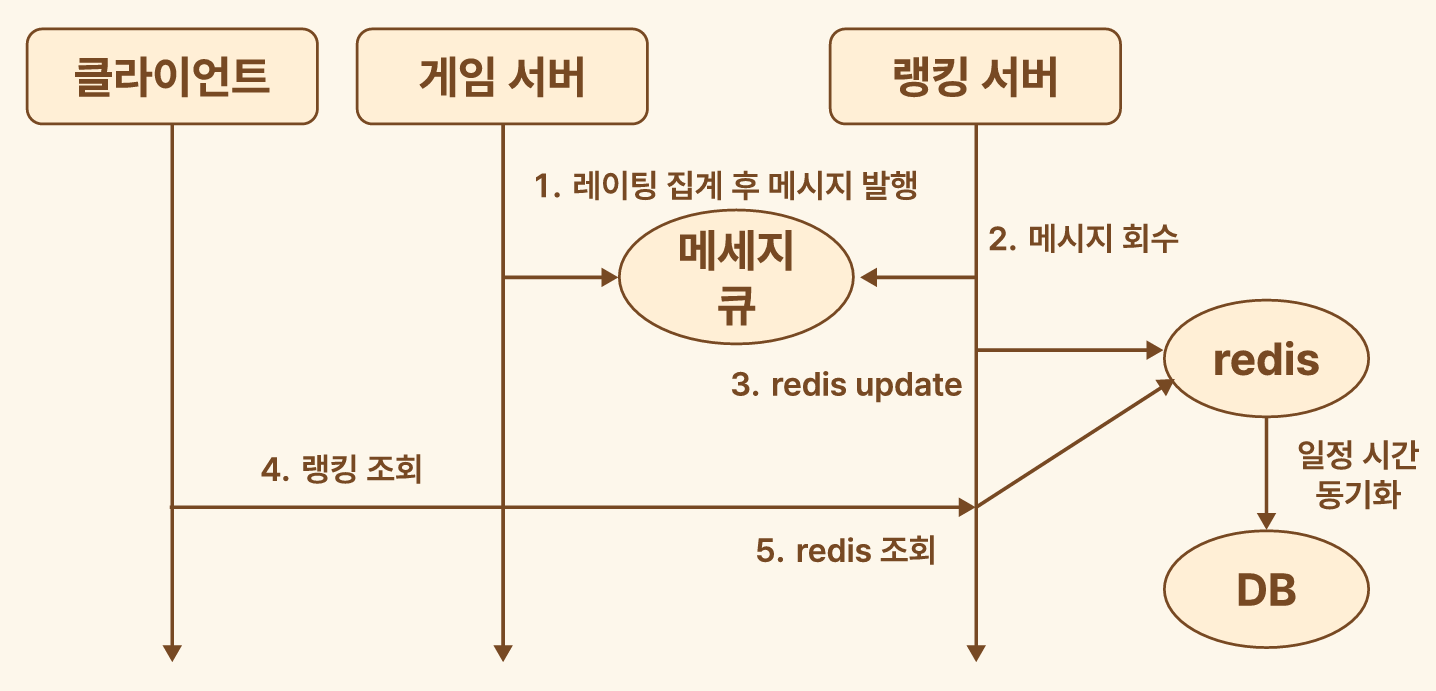 클라이언트
게임 서버
랭킹 서버
1. 레이팅 집계 후 메시지 발행
메세지
큐
2. 메시지 회수
redis
3. redis update
일정 시간
동기화
4. 랭킹 조회
5. redis 조회
DB